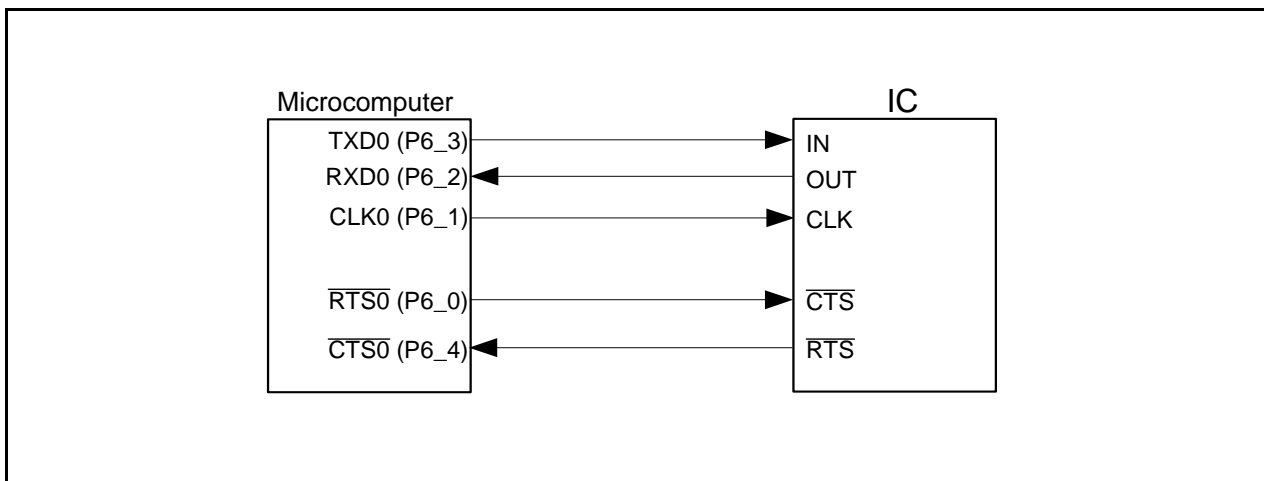 Microcomputer
TXD0 (P6_3)
RXD0 (P6_2)
CLK0 (P6_1)
RTS0 (P6_0)
CTS0 (P6_4)
IC
IN
OUT
CLK
CTS
RTS